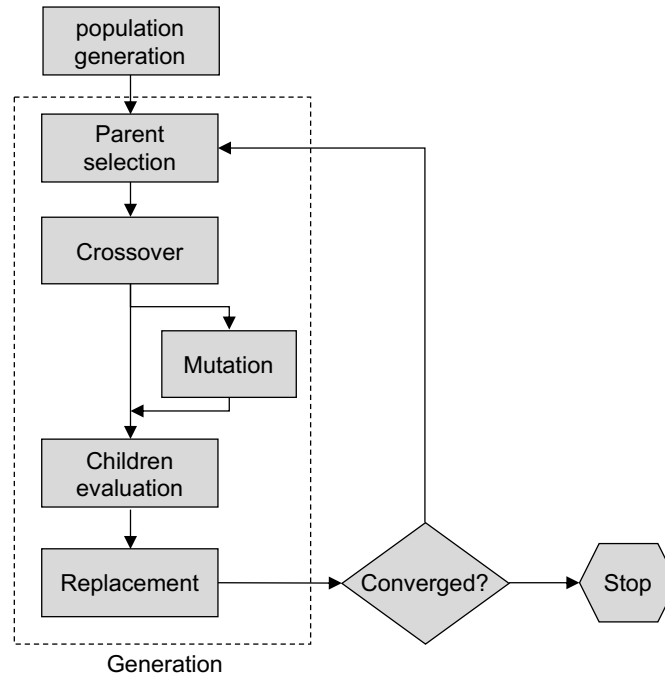 population
generation
Parent
selection
Crossover
Mutation
Children
evaluation
Replacement
Converged?
Stop
Generation